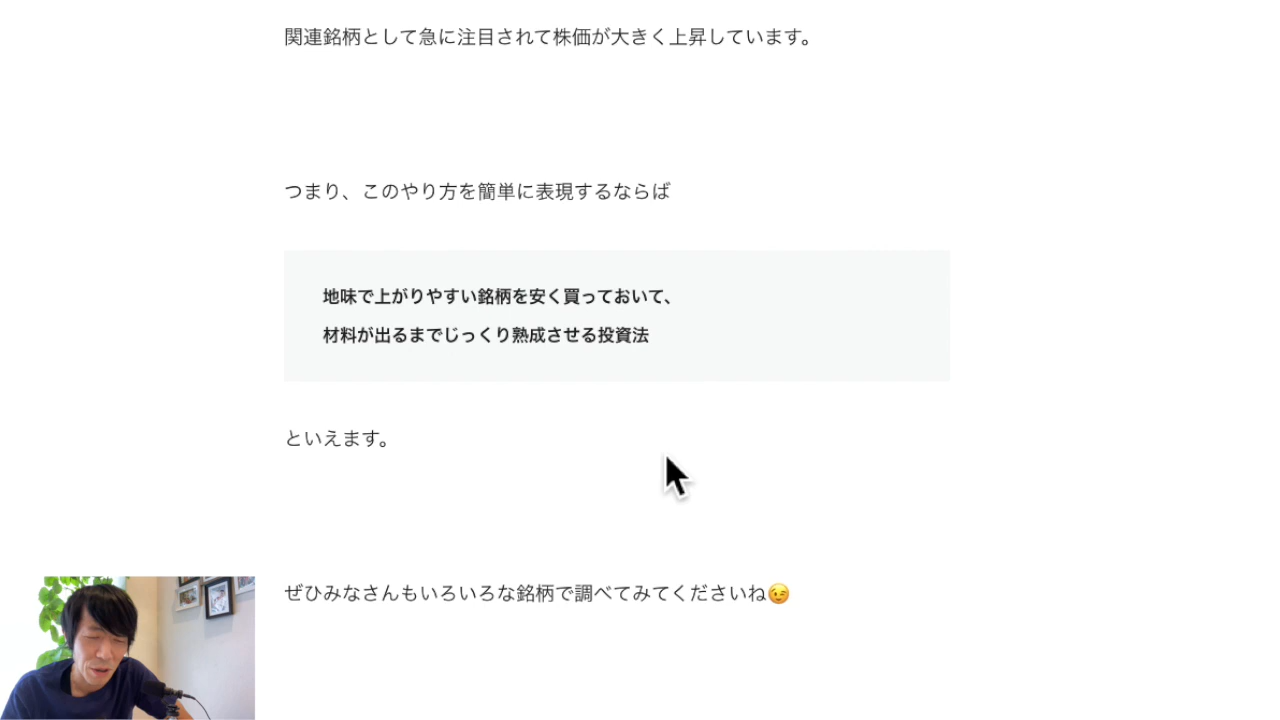 関連銘柄として急に注目されて株価が大きく上昇しています。
つまり、このやり方を簡単に表現するならば
地味で上がりやすい銘柄を安く買っておいて、
材料が出るまでじっくり熟成させる投資法
といえます。
ぜひみなさんもいろいろな銘柄で調べてみてくださいね😉